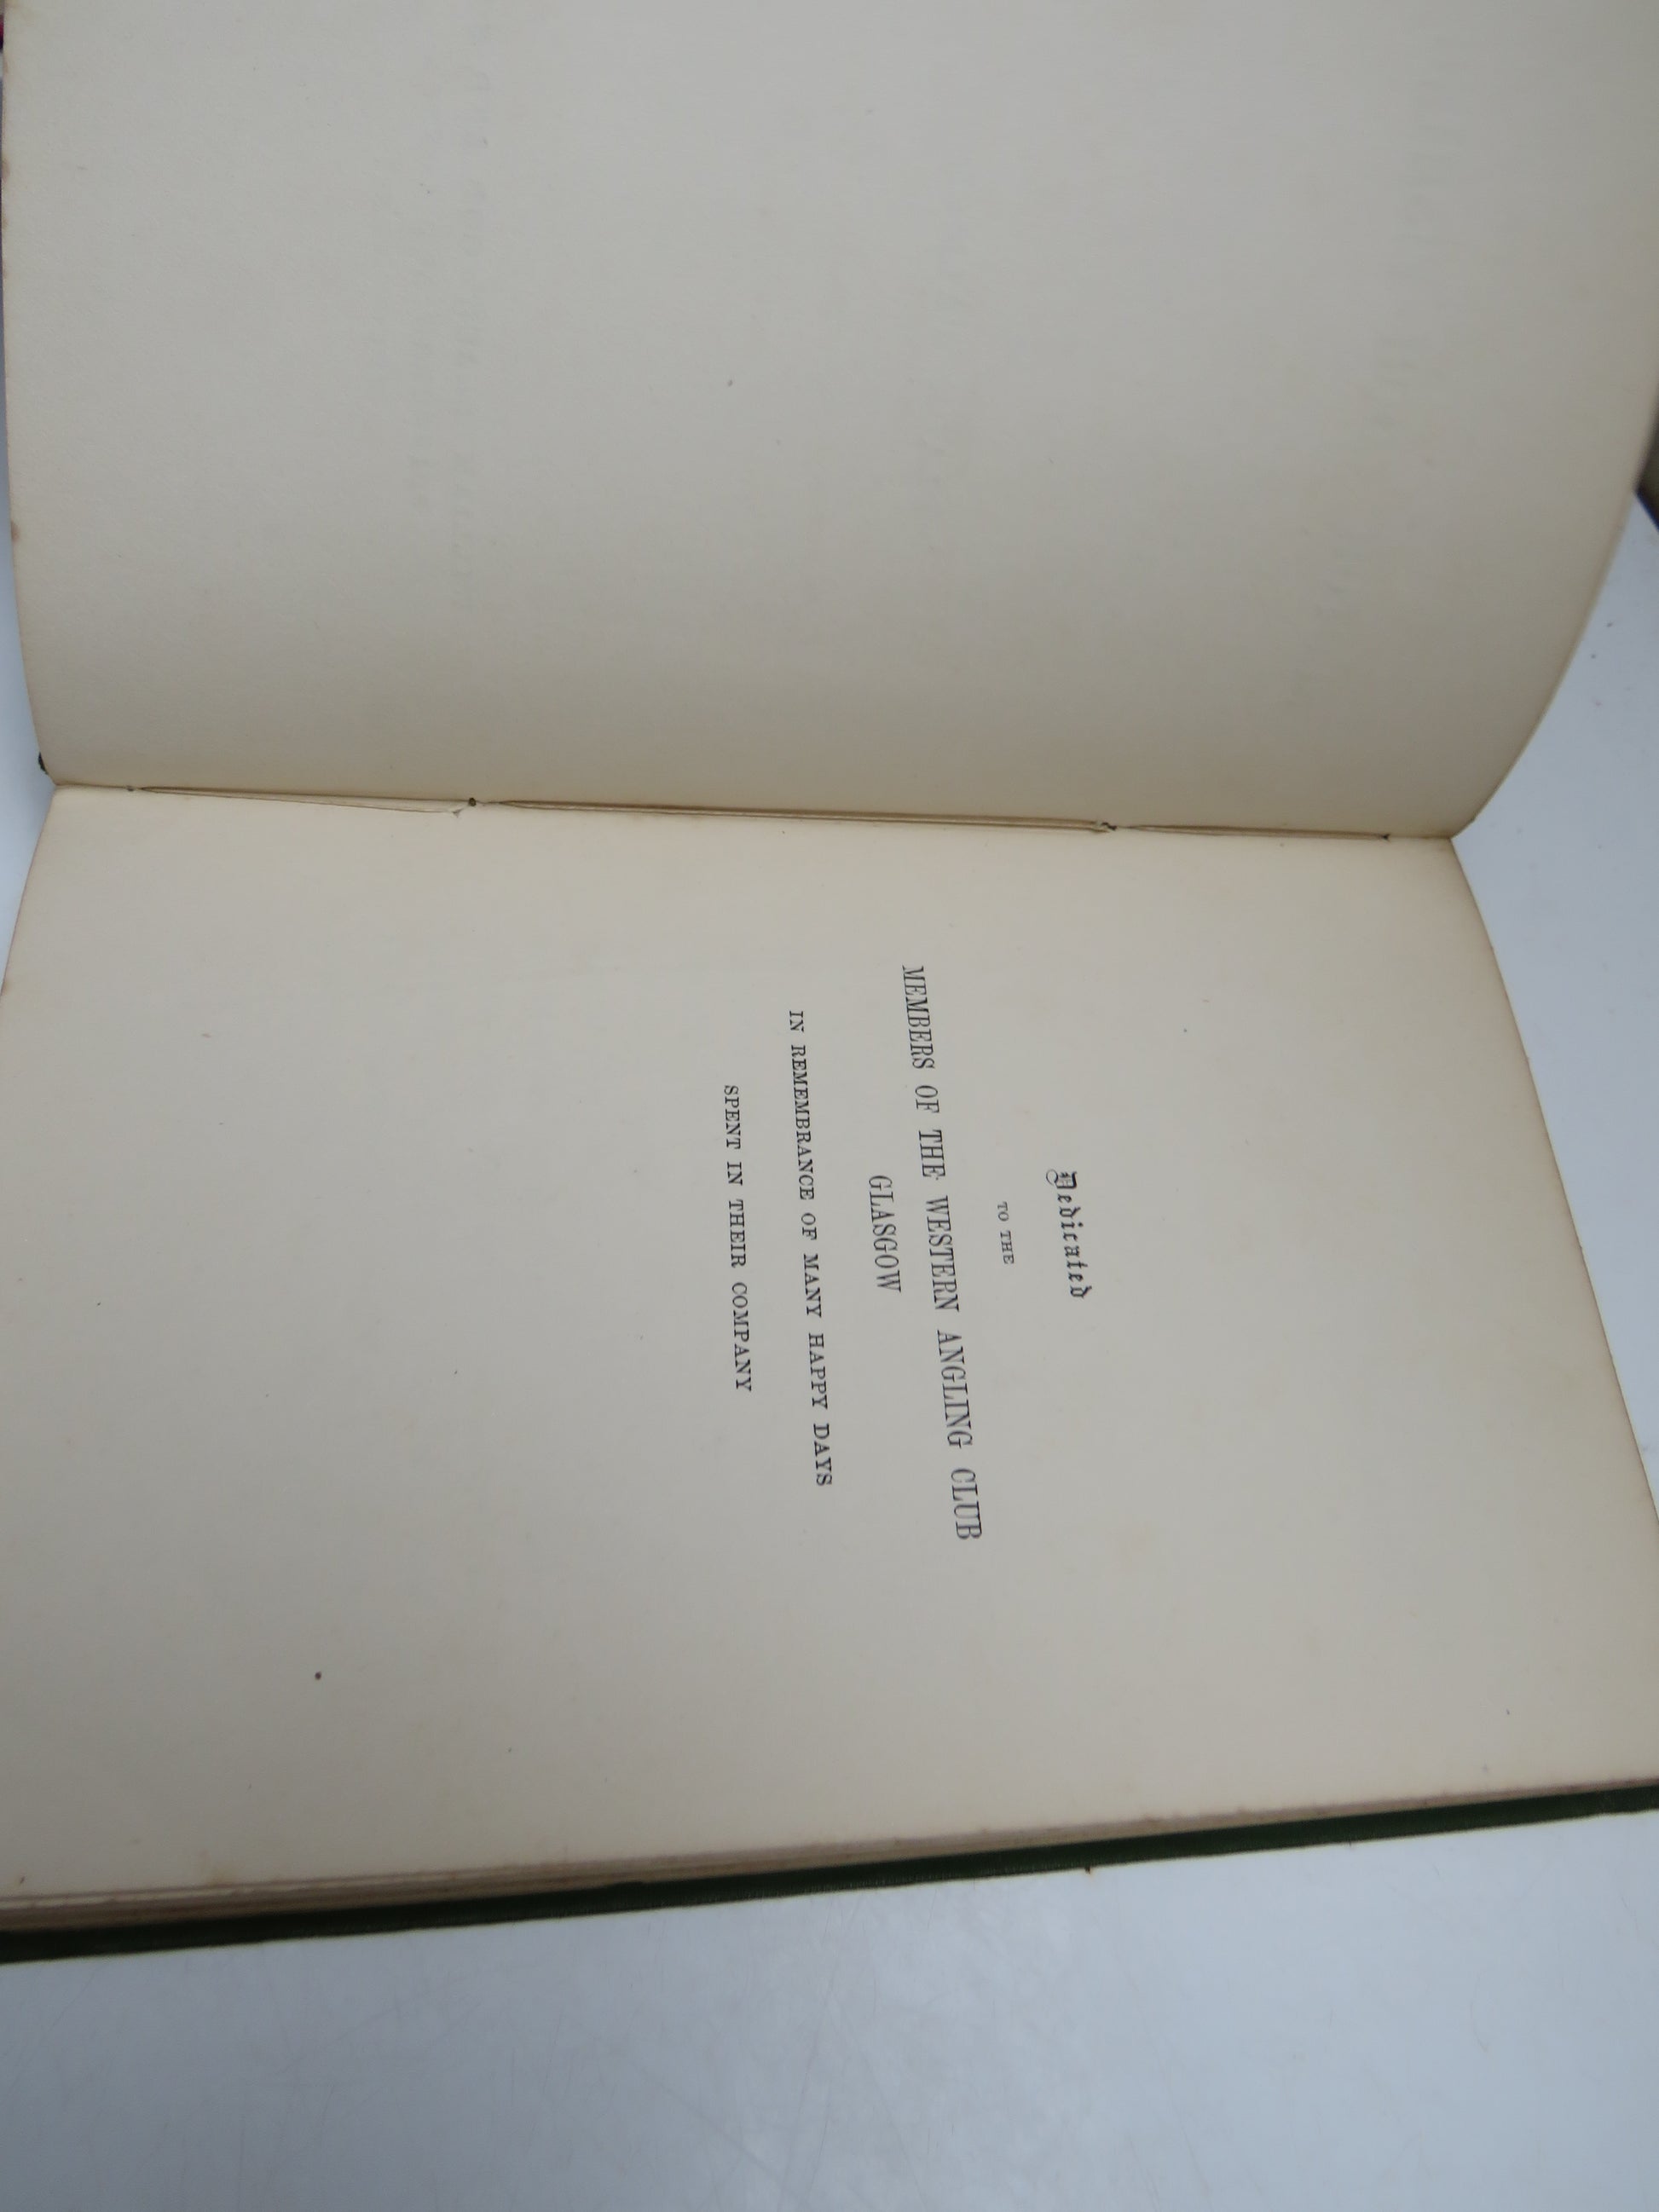 Dedicated
TO THE
MEMBERS OF THE WESTERN ANGLING CLUB
GLASGOW
IN REMEMBRANCE OF MANY HAPPY DAYS
SPENT IN THEIR COMPANY